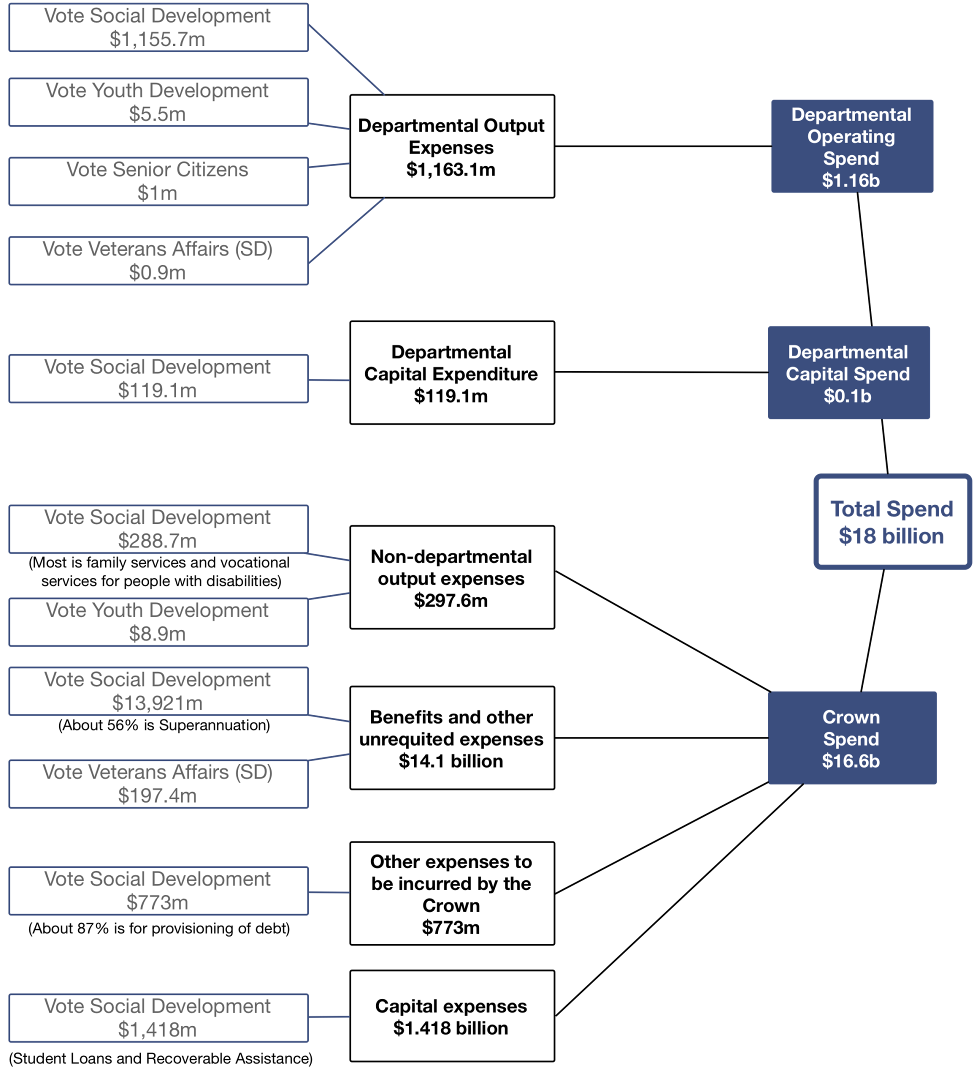 Vote Social Development
$1,155.7m
Vote Youth Development
$5.5m
Vote Senior Citizens
$1m
Vote Veterans Affairs (SD)
$0.9m
Departmental Output
Expenses
$1,163.1m
Departmental
Operating
Spend
$1.16b
Vote Social Development
$119.1m
Departmental
Capital Expenditure
$119.1m
Departmental
Capital Spend
$0.1b
Total Spend
$18 billion
Vote Social Development
$288.7m
(Most is family services and vocational
services for people with disabilities)
Vote Youth Development
$8.9m
Non-departmental
output expenses
$297.6m
Vote Social Development
$13,921m
(About 56% is Superannuation)
Vote Veterans Affairs (SD)
$197.4m
Benefits and other
unrequited expenses
$14.1 billion
Crown
Spend
$16.6b
Vote Social Development
$773m
(About 87% is for provisioning of debt)
Other expenses to
be incurred by the
Crown
$773m
Vote Social Development
$1,418m
(Student Loans and Recoverable Assistance)
Capital expenses
$1.418 billion